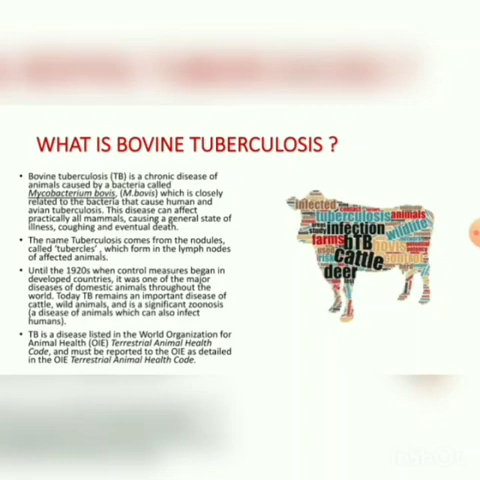 WHAT IS BOVINE TUBERCULOSIS ?
• Bovine tuberculosis (TB) is a chronic disease of
animals caused by a bacteria called
Mycobacterium bovis, (M.bovis) which is closely
related to the bacteria that cause human and
avian tuberculosis. This disease can affect
practically all mammals, causing a general state of
illness, coughing and eventual death.
• The name Tuberculosis comes from the nodules,
called 'tubercles' , which form in the lymph nodes
of affected animals.
• Until the 1920s when control measures began in
developed countries, it was one of the major
diseases of domestic animals throughout the
world. Today TB remains an important disease of
cattle, wild animals, and is a significant zoonosis
(a disease of animals which can also infect
humans).
• TB is a disease listed in the World Organization for
Animal Health (OIE) Terrestrial Animal Health
Code, and must be reported to the OIE as detailed
in the OIE Terrestrial Animal Health Code.
infected
tuberculosis animals
infection wildlife
farms bTB bovis
cattle control
deer